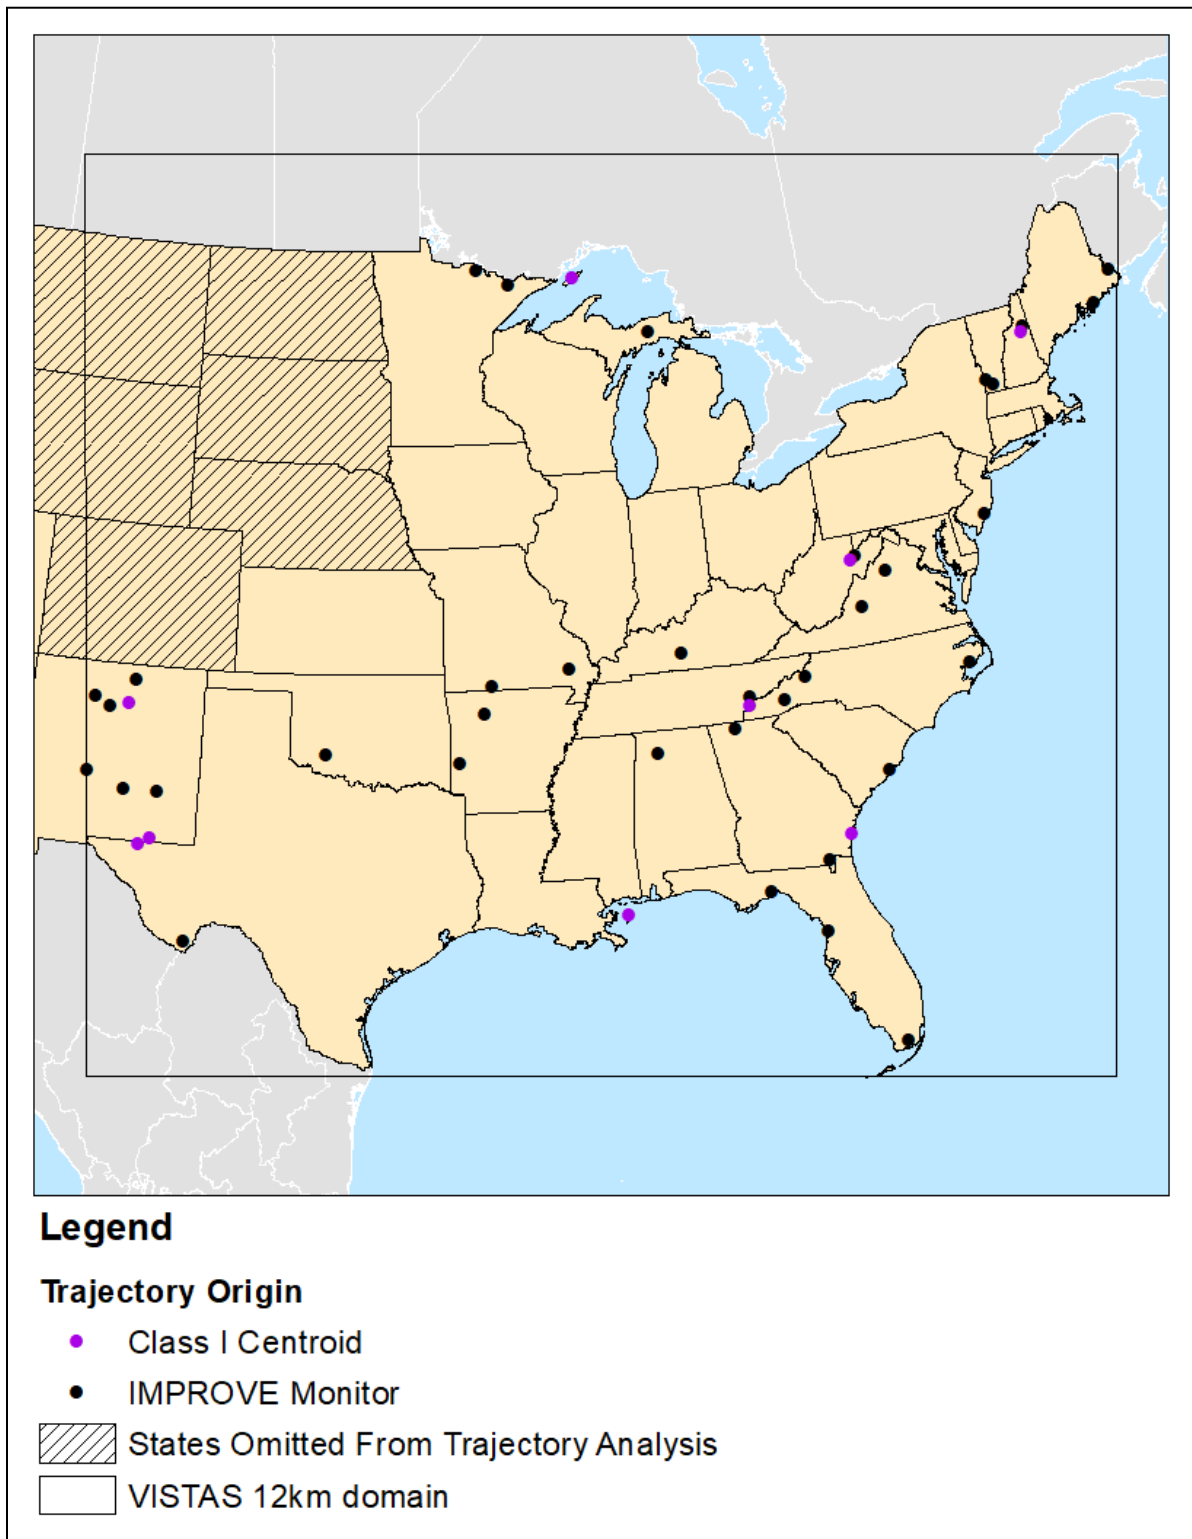 Legend
Trajectory Origin
Class I Centroid
IMPROVE Monitor
States Omitted From Trajectory Analysis
VISTAS 12km domain